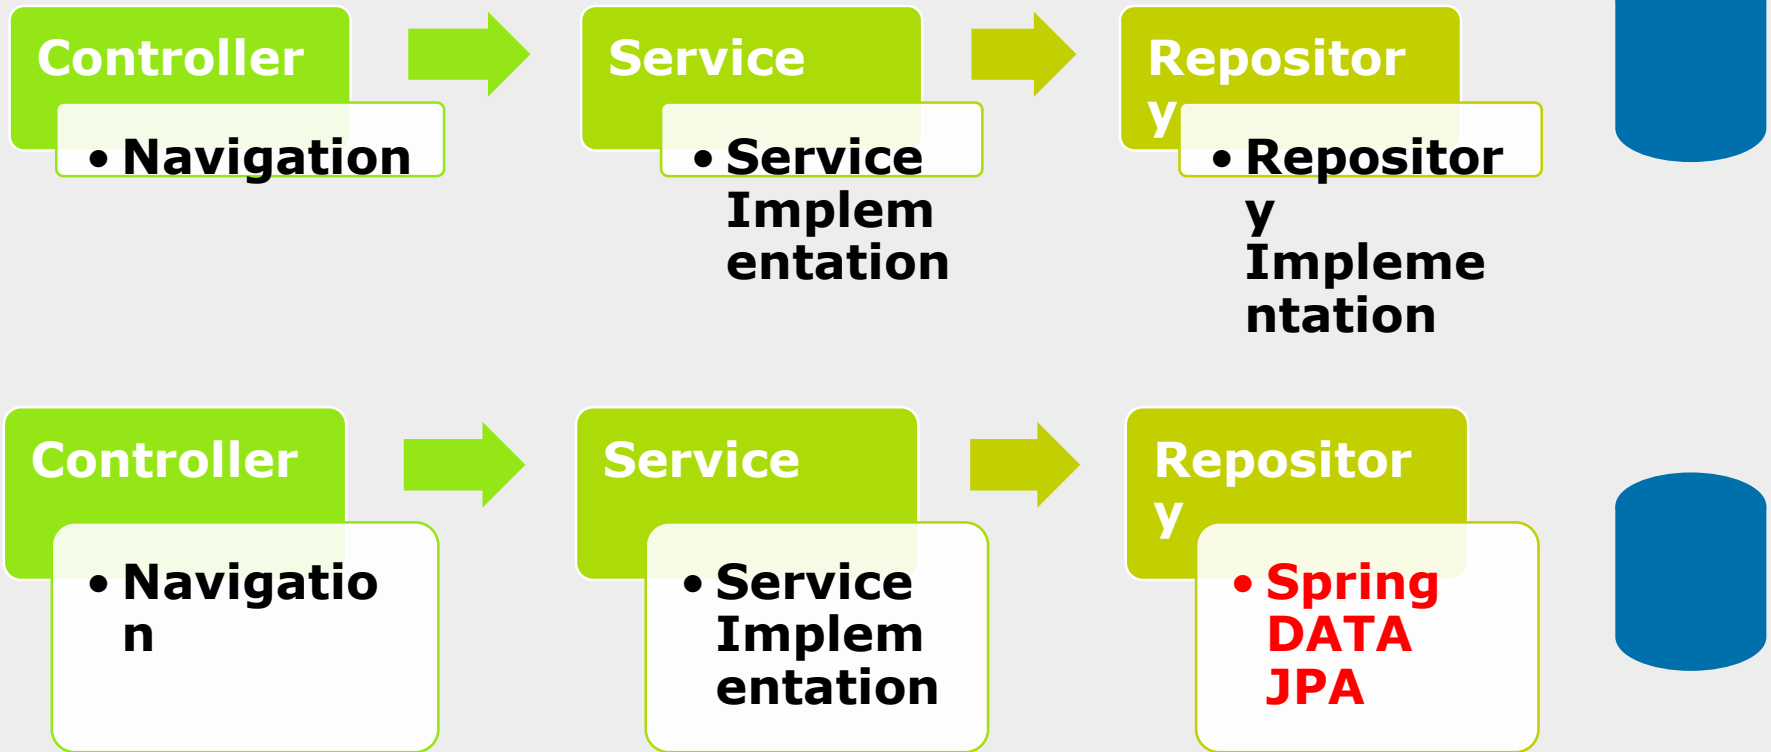 Controller
• Navigation
Service
• Service
Implem
entation
Repositor
y
• Repositor
y
Impleme
ntation
Controller
• Navigatio
n
Service
• Service
Implem
entation
Repositor
y
• Spring
DATA
JPA